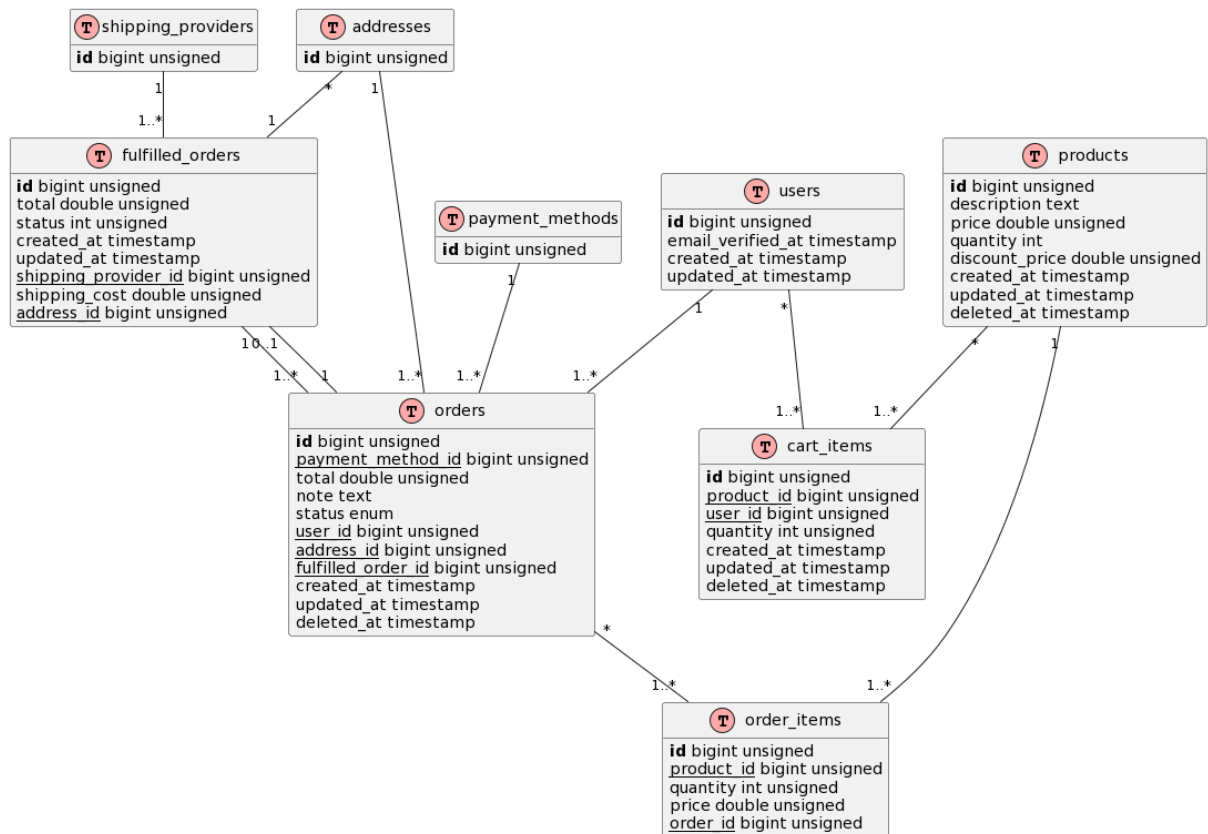 T shipping_providers
id bigint unsigned
T addresses
id bigint unsigned
1
1..*
*
1
1
T fulfilled_orders
id bigint unsigned
total double unsigned
status int unsigned
created_at timestamp
updated_at timestamp
shipping_provider_id bigint unsigned
shipping_cost double unsigned
address_id bigint unsigned
T payment_methods
id bigint unsigned
T users
id bigint unsigned
email_verified_at timestamp
created_at timestamp
updated_at timestamp
T products
id bigint unsigned
description text
price double unsigned
quantity int
discount_price double unsigned
created_at timestamp
updated_at timestamp
deleted_at timestamp
1
0..1
1..*
1
1..*
1
1..*
1
1..*
*
1..*
*
1..*
1
T orders
id bigint unsigned
payment_method_id bigint unsigned
total double unsigned
note text
status enum
user_id bigint unsigned
address_id bigint unsigned
fulfilled_order_id bigint unsigned
created_at timestamp
updated_at timestamp
deleted_at timestamp
T cart_items
id bigint unsigned
product_id bigint unsigned
user_id bigint unsigned
quantity int unsigned
created_at timestamp
updated_at timestamp
deleted_at timestamp
*
1..*
1..*
T order_items
id bigint unsigned
product_id bigint unsigned
quantity int unsigned
price double unsigned
order_id bigint unsigned